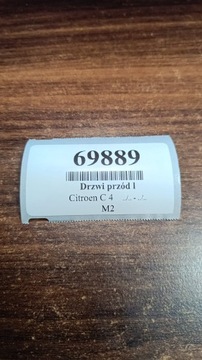 69889
Drzwi przód l
Citroen C 4 ./. - ./.
M2